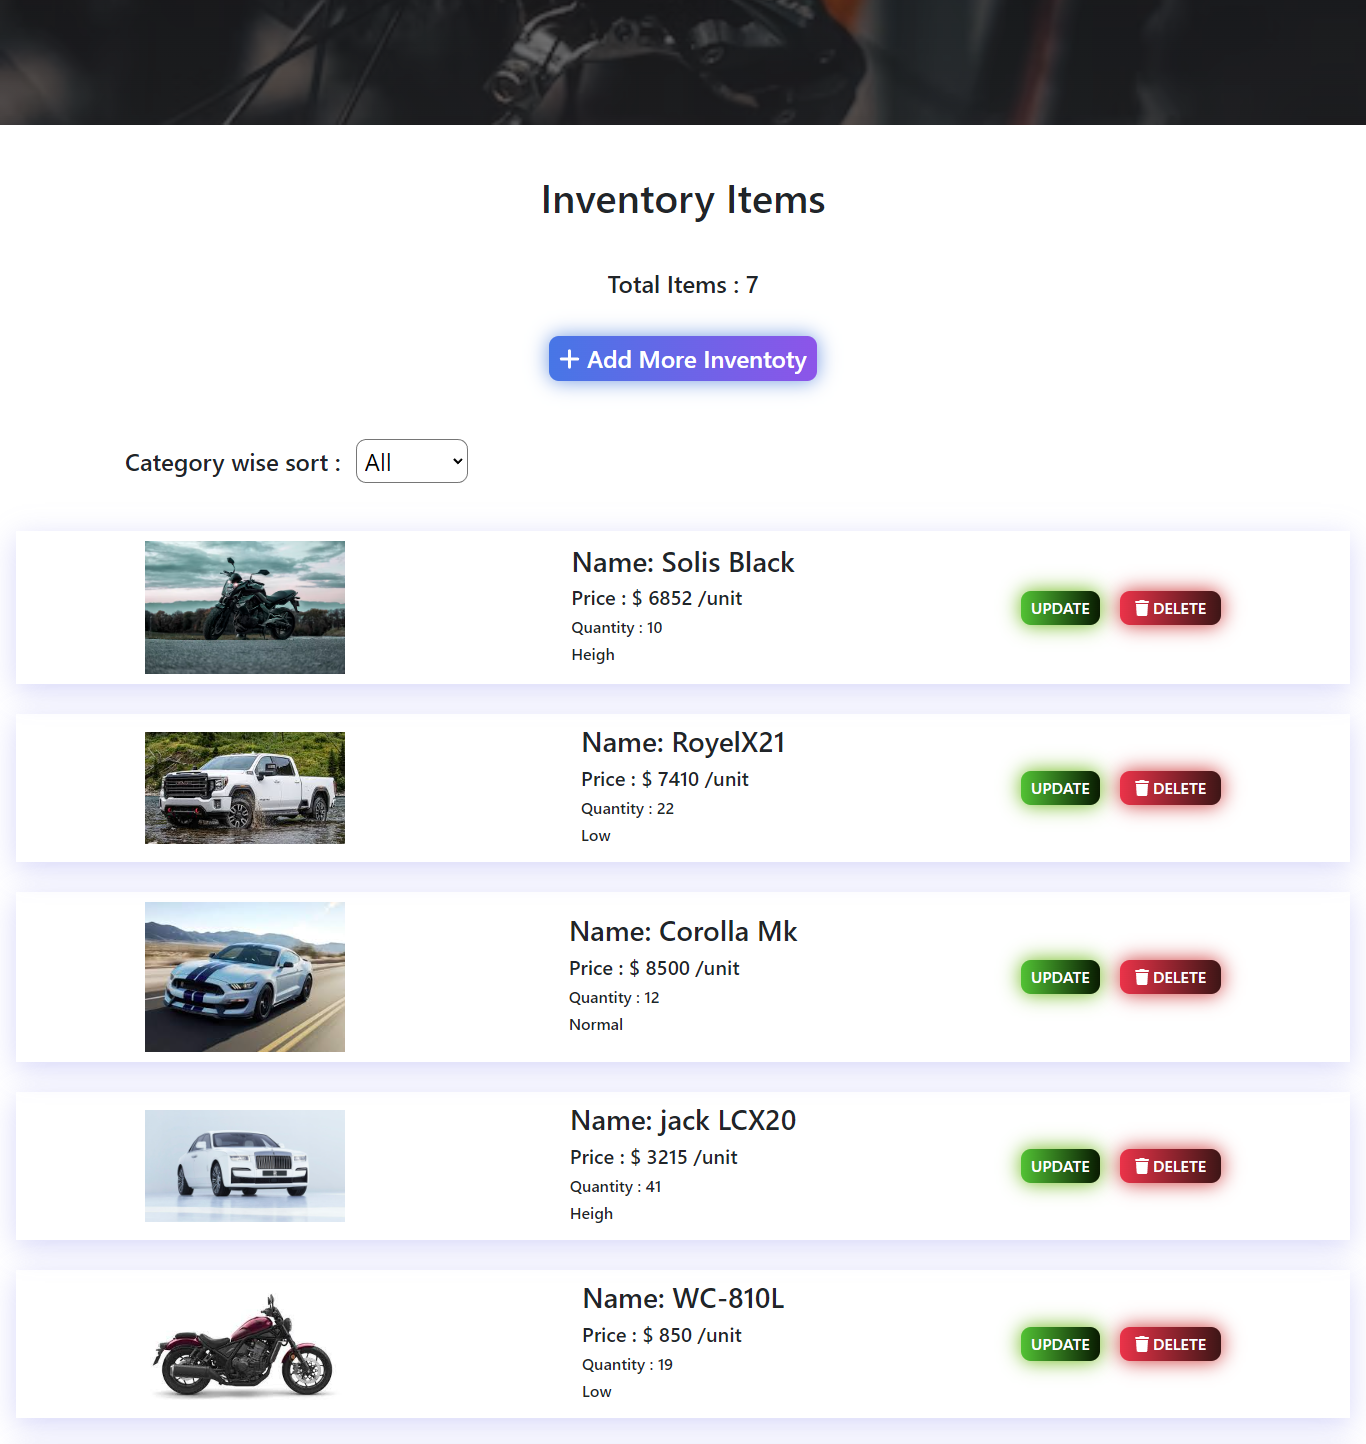 Inventory Items
Total Items : 7
+ Add More Inventoty
Category wise sort : All
Name: Solis Black
Price : $ 6852 /unit
Quantity : 10
Heigh
UPDATE DELETE
Name: RoyelX21
Price : $ 7410 /unit
Quantity : 22
Low
UPDATE DELETE
Name: Corolla Mk
Price : $ 8500 /unit
Quantity : 12
Normal
UPDATE DELETE
Name: jack LCX20
Price : $ 3215 /unit
Quantity : 41
Heigh
UPDATE DELETE
Name: WC-810L
Price : $ 850 /unit
Quantity : 19
Low
UPDATE DELETE